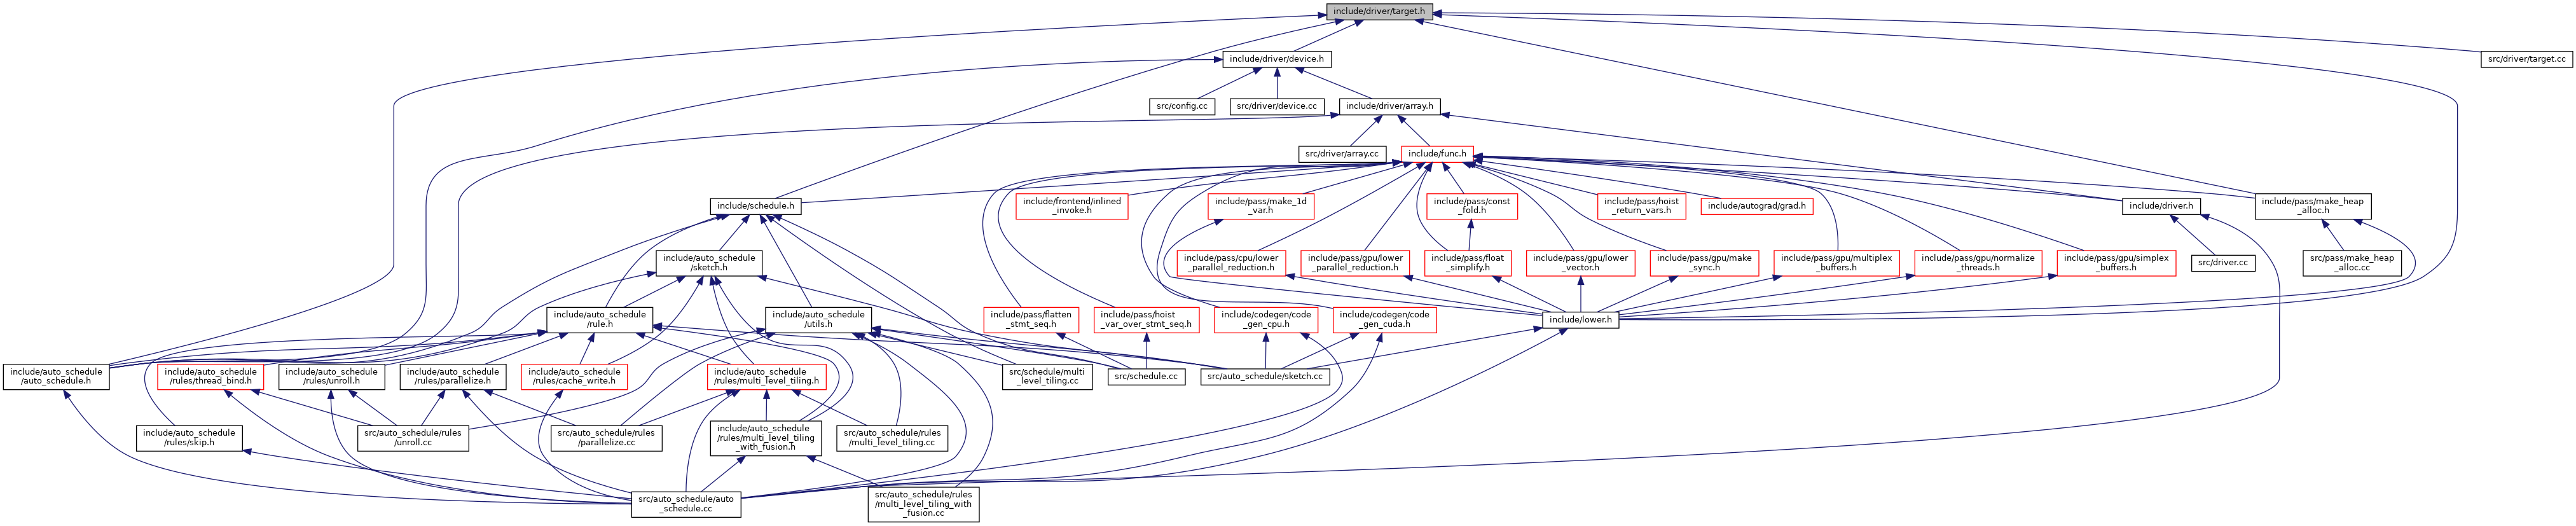 include/driver/target.h
include/driver/device.h
src/driver/target.cc
src/config.cc
src/driver/device.cc
include/driver/array.h
src/driver/array.cc
include/func.h
include/schedule.h
include/frontend/inlined
_invoke.h
include/pass/make_1d
_var.h
include/pass/const
_fold.h
include/pass/hoist
_return_vars.h
include/autograd/grad.h
include/driver.h
include/pass/make_heap
_alloc.h
include/auto_schedule
/sketch.h
include/pass/cpu/lower
_parallel_reduction.h
include/pass/gpu/lower
_parallel_reduction.h
include/pass/float
_simplify.h
include/pass/gpu/lower
_vector.h
include/pass/gpu/make
_sync.h
include/pass/gpu/multiplex
_buffers.h
include/pass/gpu/normalize
_threads.h
include/pass/gpu/simplex
_buffers.h
src/driver.cc
src/pass/make_heap
_alloc.cc
include/auto_schedule
/rule.h
include/auto_schedule
/utils.h
include/pass/flatten
_stmt_seq.h
include/pass/hoist
_var_over_stmt_seq.h
include/codegen/code
_gen_cpu.h
include/codegen/code
_gen_cuda.h
include/lower.h
include/auto_schedule
/auto_schedule.h
include/auto_schedule
/rules/thread_bind.h
include/auto_schedule
/rules/unroll.h
include/auto_schedule
/rules/parallelize.h
include/auto_schedule
/rules/cache_write.h
include/auto_schedule
/rules/multi_level_tiling.h
src/schedule/multi
_level_tiling.cc
src/schedule.cc
src/auto_schedule/sketch.cc
include/auto_schedule
/rules/skip.h
src/auto_schedule/rules
/unroll.cc
src/auto_schedule/rules
/parallelize.cc
include/auto_schedule
/rules/multi_level_tiling
_with_fusion.h
src/auto_schedule/rules
/multi_level_tiling.cc
src/auto_schedule/auto
_schedule.cc
src/auto_schedule/rules
/multi_level_tiling_with
_fusion.cc